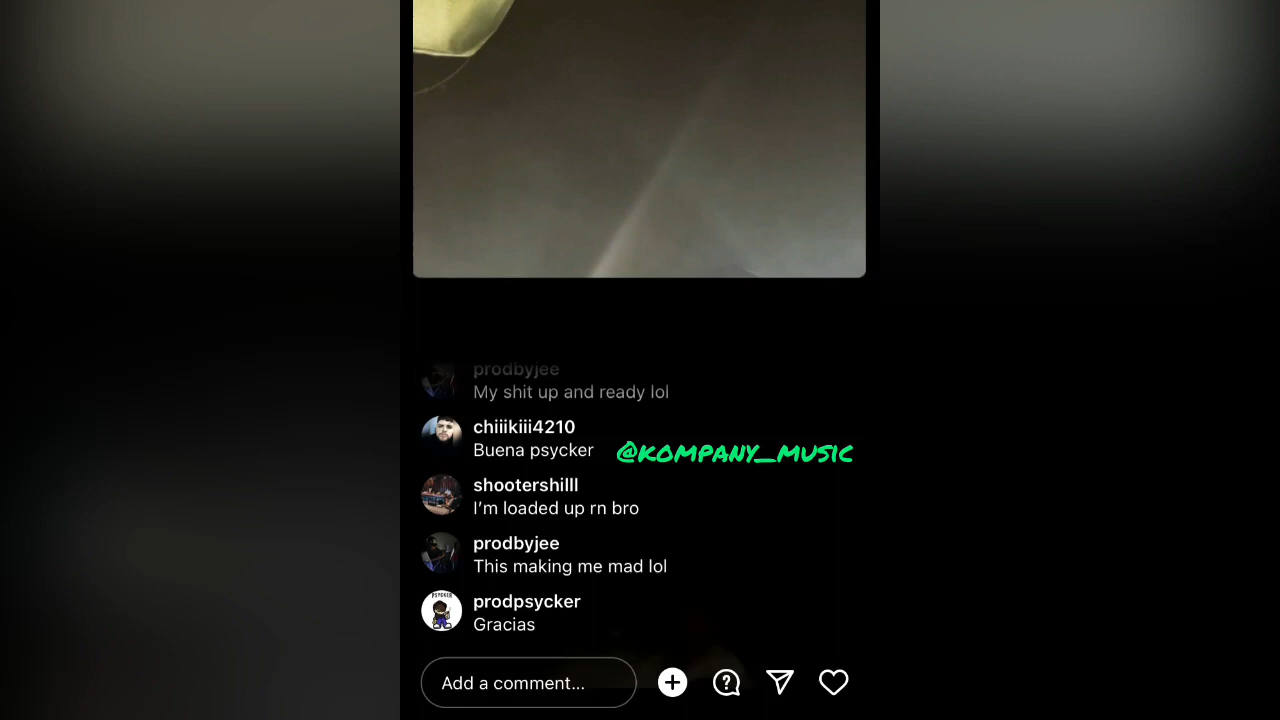 prodbyjee
My shit up and ready lol
chiiikiii4210
Buena psycker
@KOMPANY_MUSIC
shootershilll
I’m loaded up rn bro
prodbyjee
This making me mad lol
PSYCKER
prodpsycker
Gracias
Add a comment...